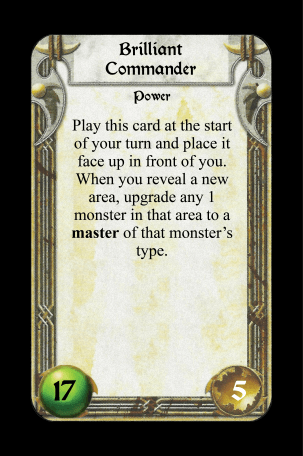 Brilliant
Commander
Power
Play this card at the start
of your turn and place it
face up in front of you.
When you reveal a new
area, upgrade any 1
monster in that area to a
master of that monster's
type.
17
5